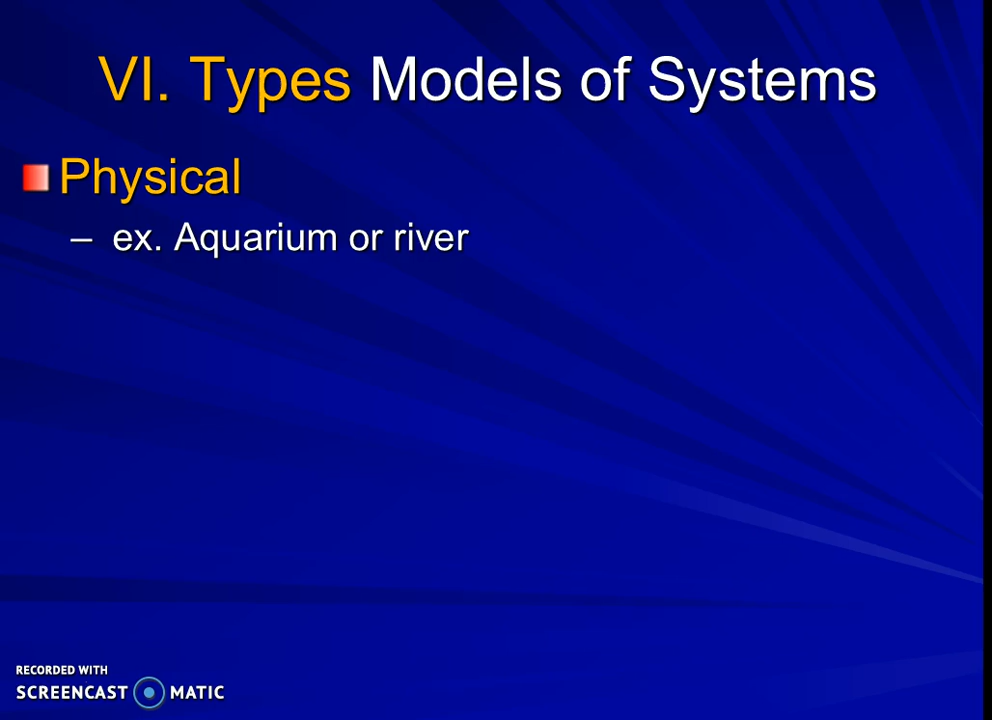 VI. Types Models of Systems
Physical
– ex. Aquarium or river
RECORDED WITH
SCREENCAST MATIC